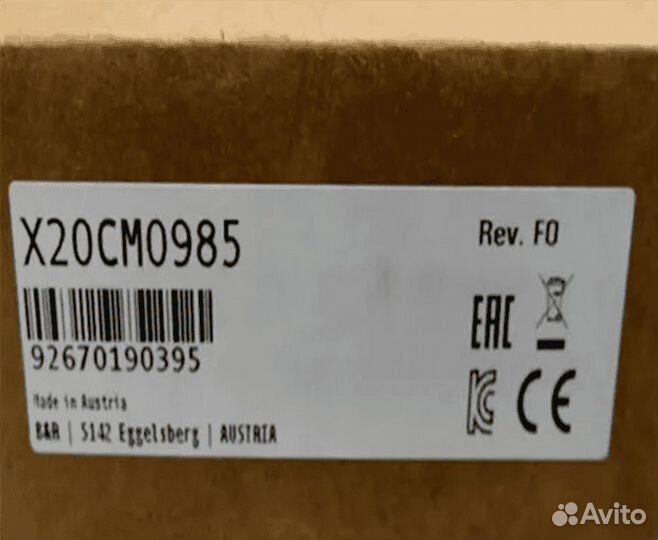 X20CM0985
Rev. F0
92670190395
EAC
Made in Austria
CE
B&R | 5142 Eggelsberg | AUSTRIA
Avito